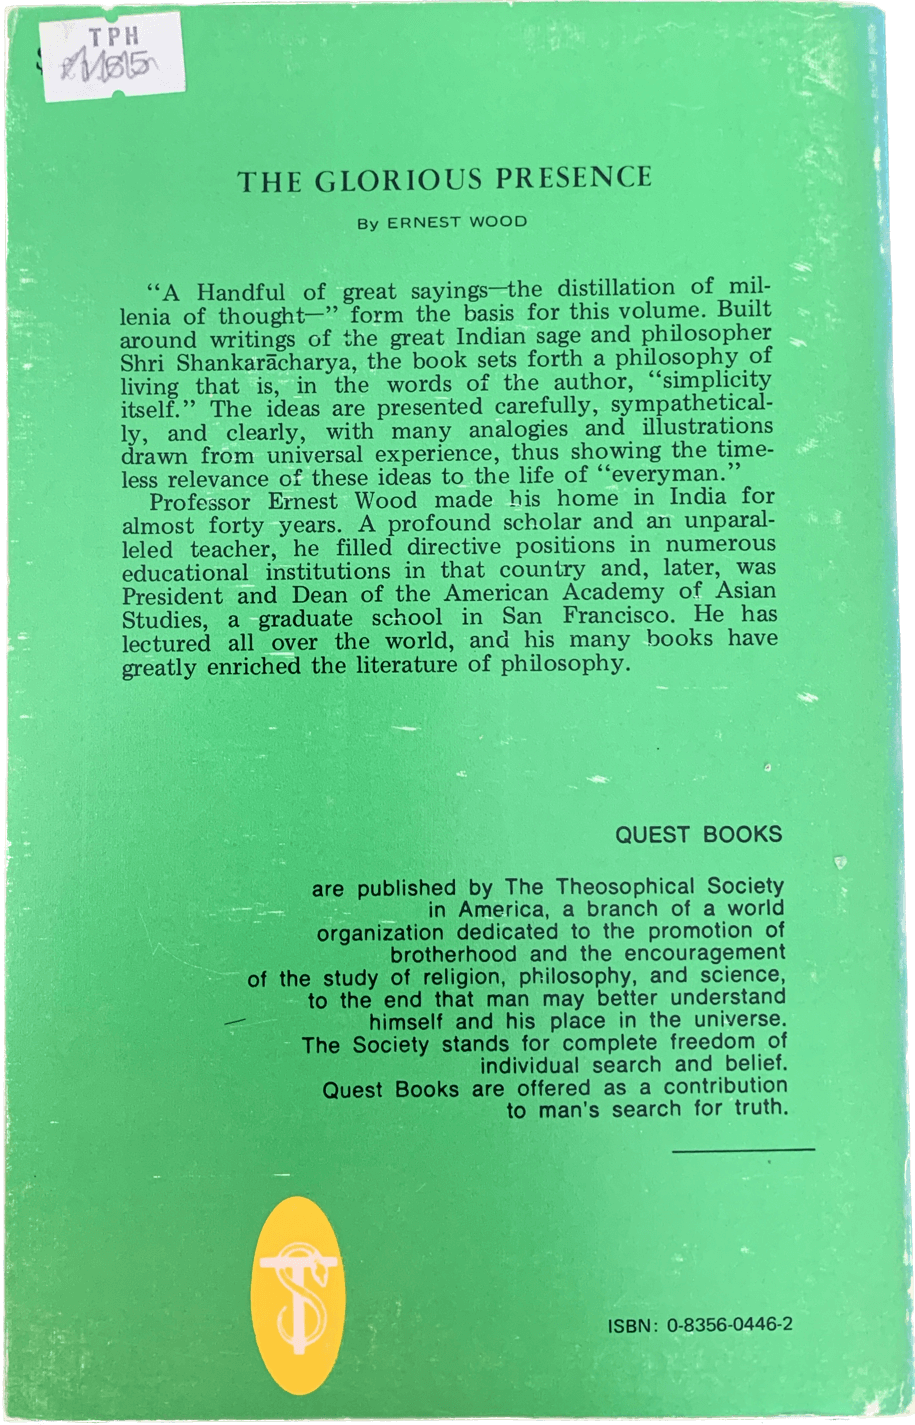 TPH
THE GLORIOUS PRESENCE
By ERNEST WOOD
“A Handful of great sayings—the distillation of mil-
lenia of thought—” form the basis for this volume. Built
around writings of the great Indian sage and philosopher
Shri Shankarācharya, the book sets forth a philosophy of
living that is, in the words of the author, “simplicity
itself.” The ideas are presented carefully, sympathetical-
ly, and clearly, with many analogies and illustrations
drawn from universal experience, thus showing the time-
less relevance of these ideas to the life of “everyman.”
Professor Ernest Wood made his home in India for
almost forty years. A profound scholar and an unparal-
leled teacher, he filled directive positions in numerous
educational institutions in that country and, later, was
President and Dean of the American Academy of Asian
Studies, a graduate school in San Francisco. He has
lectured all over the world, and his many books have
greatly enriched the literature of philosophy.
QUEST BOOKS
are published by The Theosophical Society
in America, a branch of a world
organization dedicated to the promotion of
brotherhood and the encouragement
of the study of religion, philosophy, and science,
to the end that man may better understand
himself and his place in the universe.
The Society stands for complete freedom of
individual search and belief.
Quest Books are offered as a contribution
to man's search for truth.
ISBN: 0-8356-0446-2